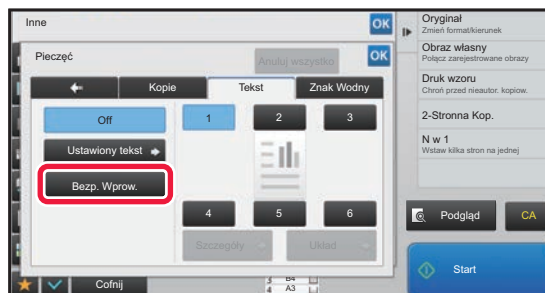 Inne
OK
Pieczęć
Anuluj wszystko
OK
Kopie
Tekst
Znak Wodny
Off
Ustawiony tekst
Bezp. Wprow.
1
2
3
4
5
6
Szczegóły
Układ
Cofnij
B4
4 A3
Oryginał
Zmień format/kierunek
Obraz własny
Połącz zarejestrowane obrazy
Druk wzoru
Chroń przed nieautor. kopiow.
2-Stronna Kop.
N w 1
Wstaw kilka stron na jednej
Podgląd
CA
Start